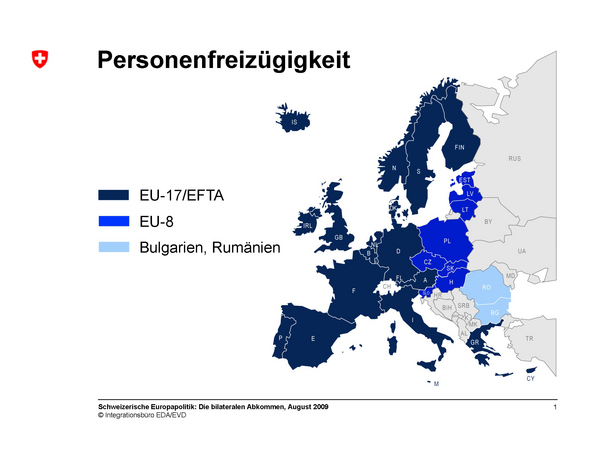 Personenfreizügigkeit
IS
FIN
N
S
RUS
EST
LV
LT
EU-17/EFTA
EU-8
Bulgarien, Rumänien
IRL
GB
BY
PL
D
B
UA
CZ
SK
FL
A
H
MD
CH
F
RO
HR
BiH
SRB
BG
I
MK
AL
P
E
GR
TR
M
CY
Schweizerische Europapolitik: Die bilateralen Abkommen, August 2009
1
© Integrationsbüro EDA/EVD